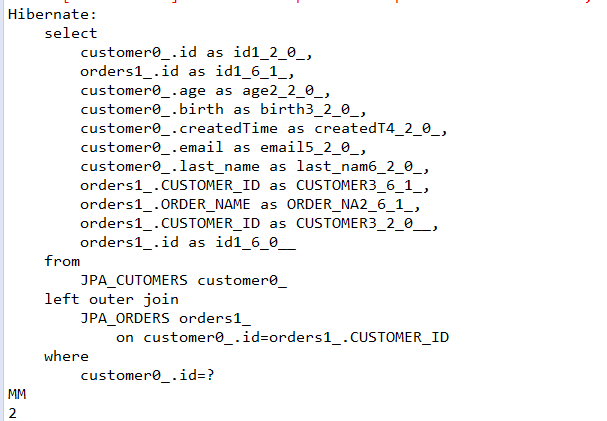 Hibernate:
    select
        customer0_.id as id1_2_0_,
        orders1_.id as id1_6_1_,
        customer0_.age as age2_2_0_,
        customer0_.birth as birth3_2_0_,
        customer0_.createdTime as createdT4_2_0_,
        customer0_.email as email5_2_0_,
        customer0_.last_name as last_nam6_2_0_,
        orders1_.CUSTOMER_ID as CUSTOMER3_6_1_,
        orders1_.ORDER_NAME as ORDER_NA2_6_1_,
        orders1_.CUSTOMER_ID as CUSTOMER3_2_0__,
        orders1_.id as id1_6_0__
    from
        JPA_CUTOMERS customer0_
    left outer join
        JPA_ORDERS orders1_
            on customer0_.id=orders1_.CUSTOMER_ID
    where
        customer0_.id=?
MM
2